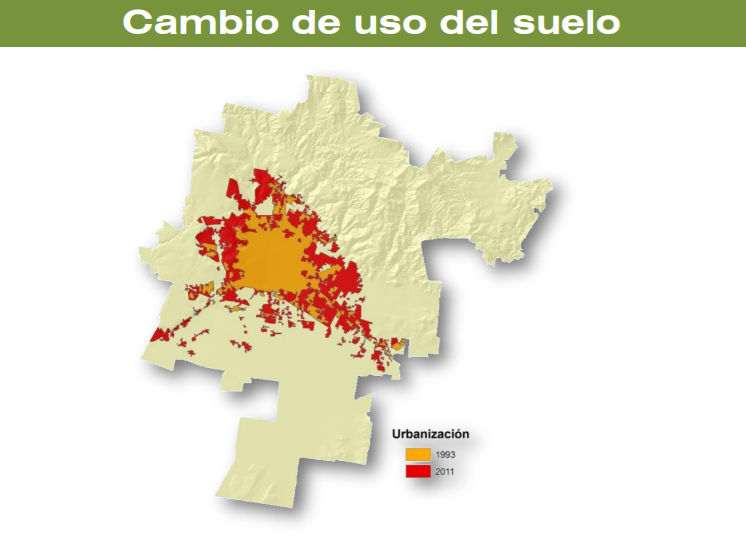 Cambio de uso del suelo
Urbanización
1993
2011